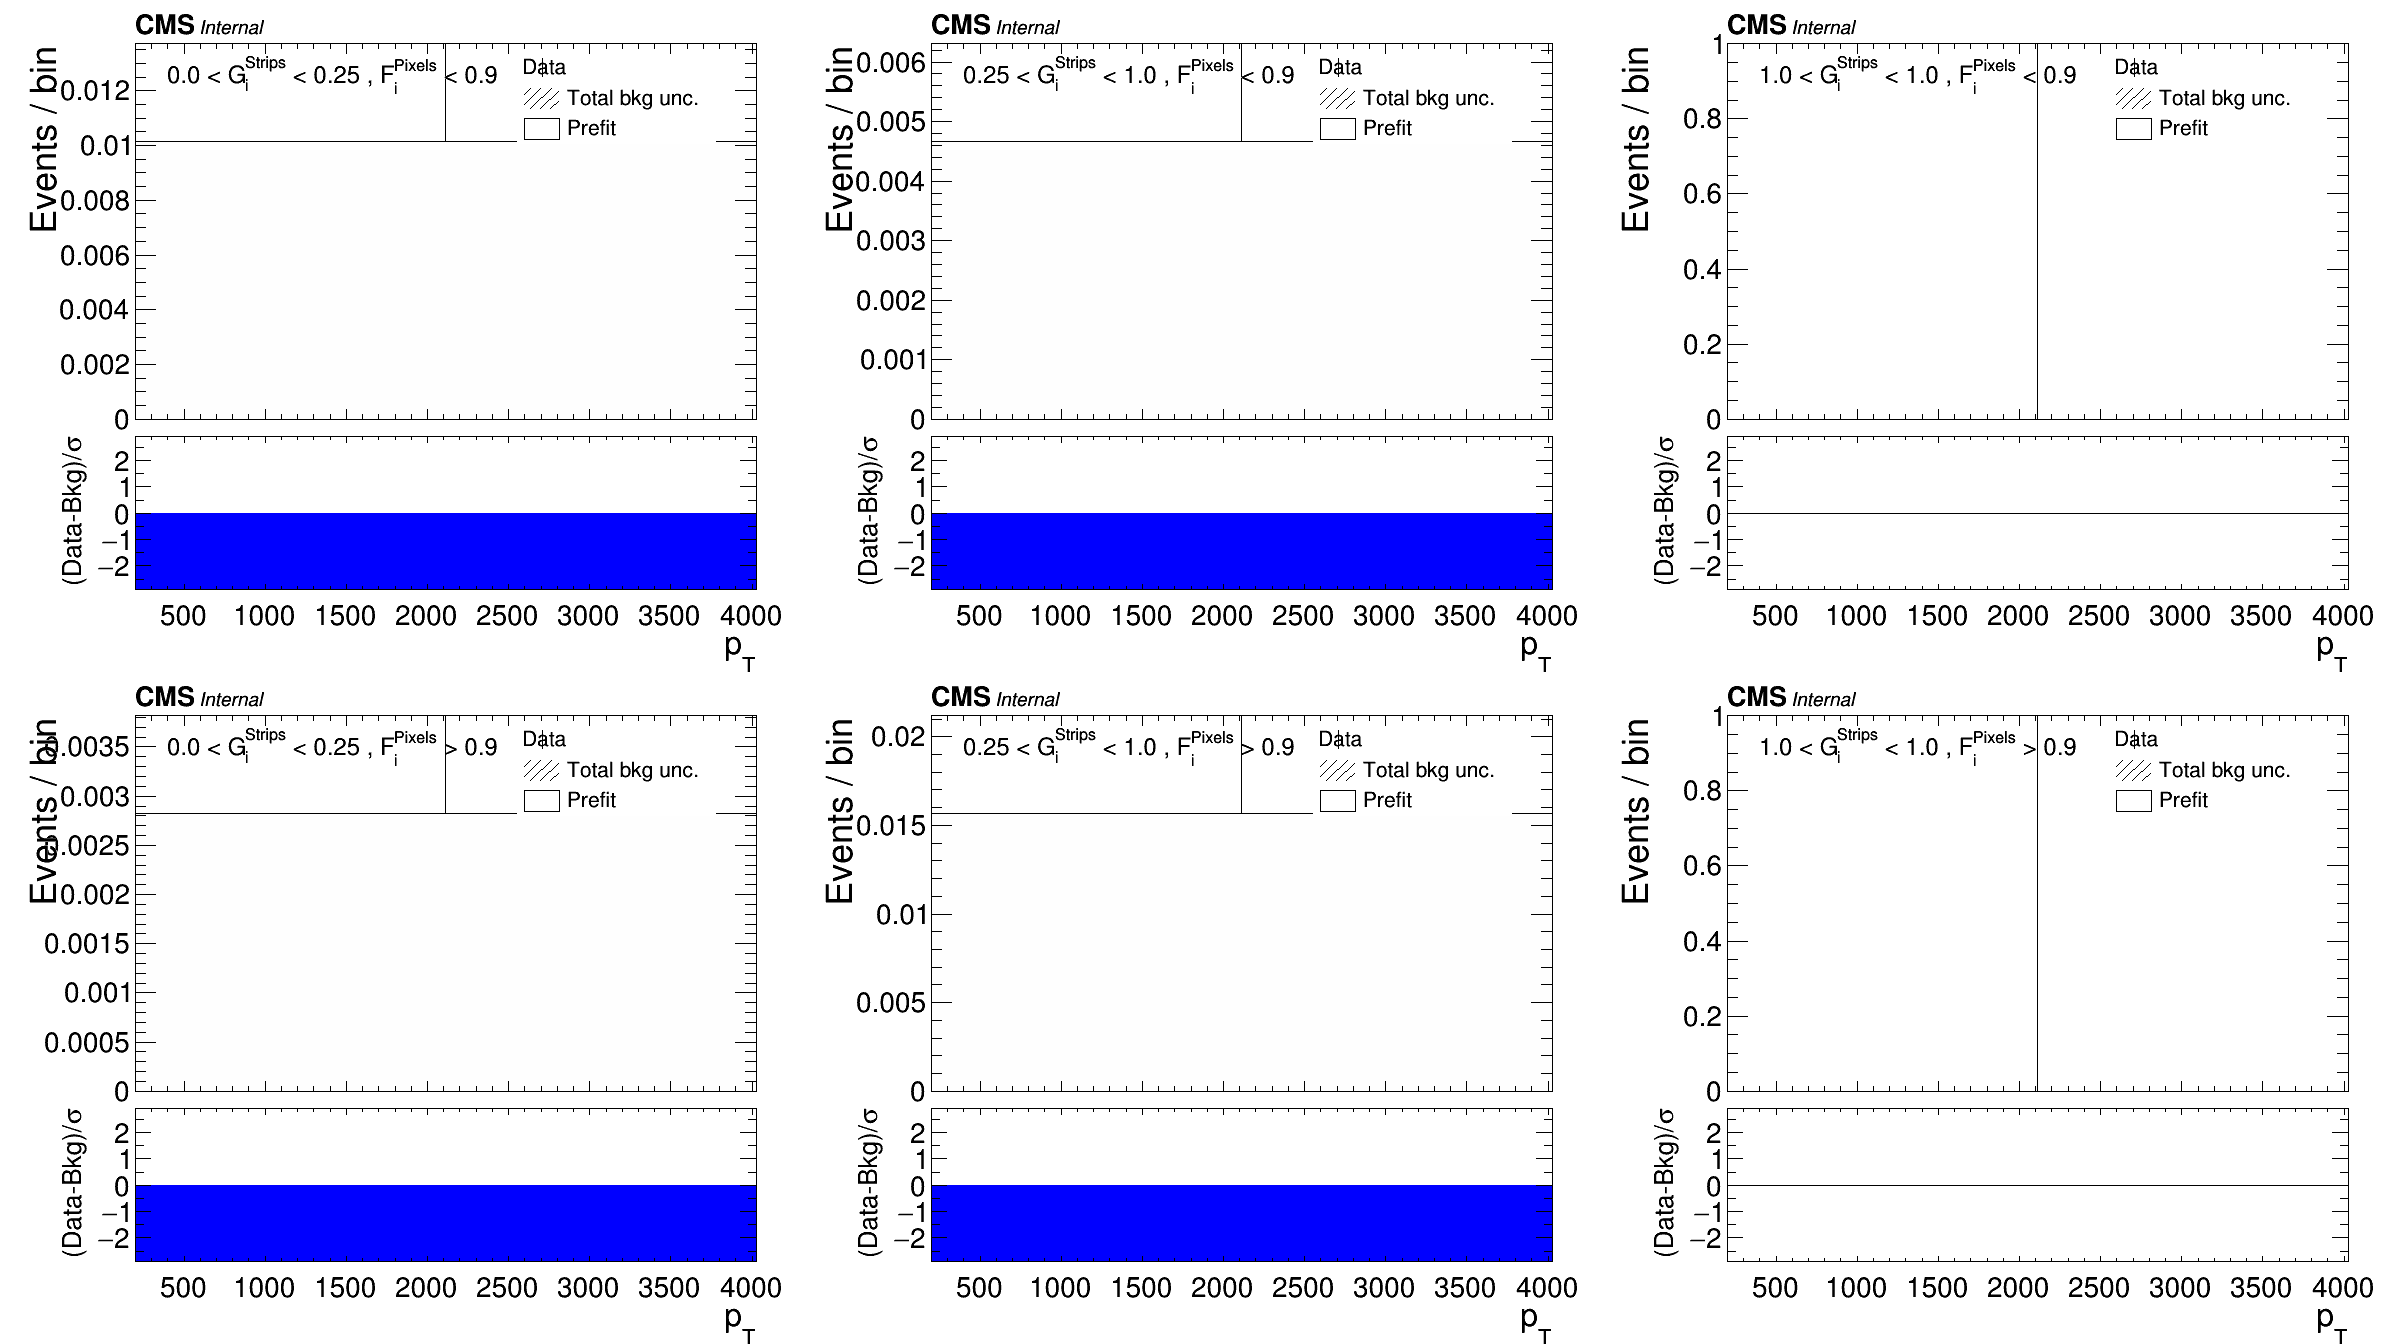 CMS Internal
Events / bin
0.0 < G_i^Strips < 0.25 , F_i^Pixels < 0.9
Data
Total bkg unc.
Prefit
0.012
0.01
0.008
0.006
0.004
0.002
0
(Data-Bkg)/σ
2
1
0
−1
−2
500 1000 1500 2000 2500 3000 3500 4000
p_T
CMS Internal
Events / bin
0.25 < G_i^Strips < 1.0 , F_i^Pixels < 0.9
Data
Total bkg unc.
Prefit
0.006
0.005
0.004
0.003
0.002
0.001
0
(Data-Bkg)/σ
2
1
0
−1
−2
500 1000 1500 2000 2500 3000 3500 4000
p_T
CMS Internal
Events / bin
1.0 < G_i^Strips < 1.0 , F_i^Pixels < 0.9
Data
Total bkg unc.
Prefit
1
0.8
0.6
0.4
0.2
0
(Data-Bkg)/σ
2
1
0
−1
−2
500 1000 1500 2000 2500 3000 3500 4000
p_T
CMS Internal
Events / bin
0.0 < G_i^Strips < 0.25 , F_i^Pixels > 0.9
Data
Total bkg unc.
Prefit
0.0035
0.003
0.0025
0.002
0.0015
0.001
0.0005
0
(Data-Bkg)/σ
2
1
0
−1
−2
500 1000 1500 2000 2500 3000 3500 4000
p_T
CMS Internal
Events / bin
0.25 < G_i^Strips < 1.0 , F_i^Pixels > 0.9
Data
Total bkg unc.
Prefit
0.02
0.015
0.01
0.005
0
(Data-Bkg)/σ
2
1
0
−1
−2
500 1000 1500 2000 2500 3000 3500 4000
p_T
CMS Internal
Events / bin
1.0 < G_i^Strips < 1.0 , F_i^Pixels > 0.9
Data
Total bkg unc.
Prefit
1
0.8
0.6
0.4
0.2
0
(Data-Bkg)/σ
2
1
0
−1
−2
500 1000 1500 2000 2500 3000 3500 4000
p_T